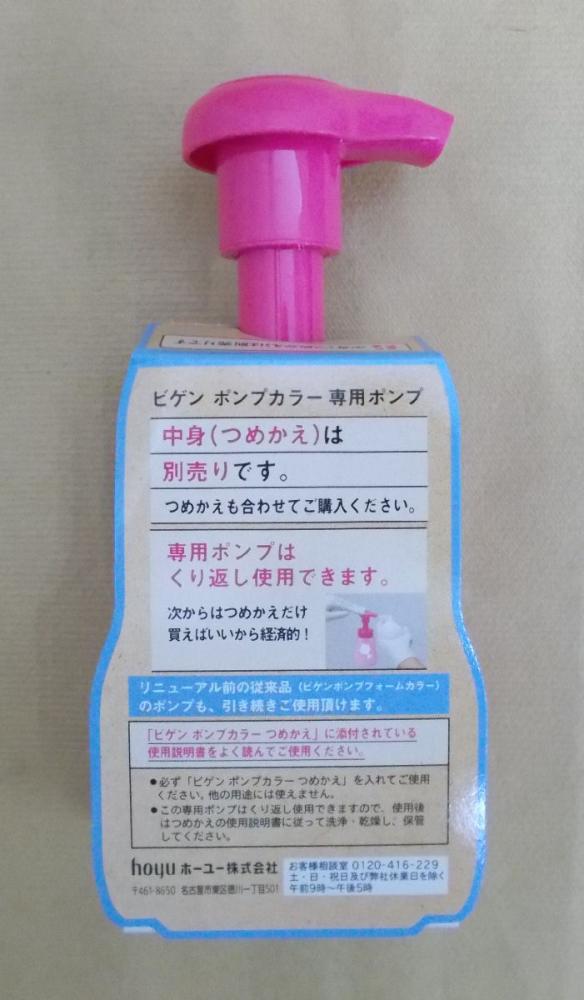 ビゲン ポンプカラー 専用ポンプ
中身(つめかえ)は
別売りです。
つめかえも合わせてご購入ください。
専用ポンプは
くり返し使用できます。
次からはつめかえだけ
買えばいいから経済的!
リニューアル前の従来品(ビゲンポンプフォームカラー)
のポンプも、引き続きご使用頂けます。
「ビゲン ポンプカラー つめかえ」に添付されている
使用説明書をよく読んでご使用ください。
●必ず「ビゲン ポンプカラー つめかえ」を入れてご使用
ください。他の用途には使えません。
●この専用ポンプはくり返し使用できますので、使用後
はつめかえの使用説明書に従って洗浄・乾燥し、保管
してください。
hoyu ホーユー株式会社
〒461-8650 名古屋市東区徳川一丁目501
お客様相談室 0120-416-229
土・日・祝日及び弊社休業日を除く
午前9時~午後5時